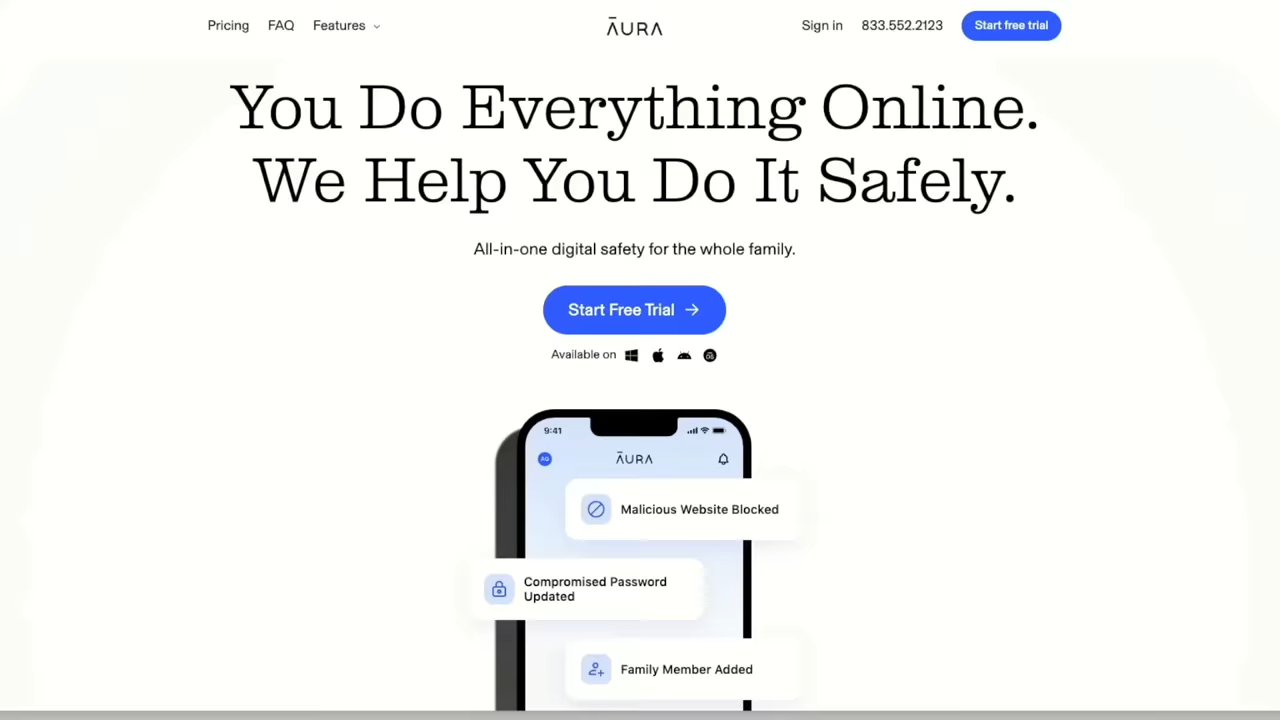 Pricing FAQ Features
ĀURA
Sign in 833.552.2123 Start free trial
You Do Everything Online.
We Help You Do It Safely.
All-in-one digital safety for the whole family.
Start Free Trial →
Available on
9:41
AG
ĀURA
Malicious Website Blocked
Compromised Password
Updated
Family Member Added